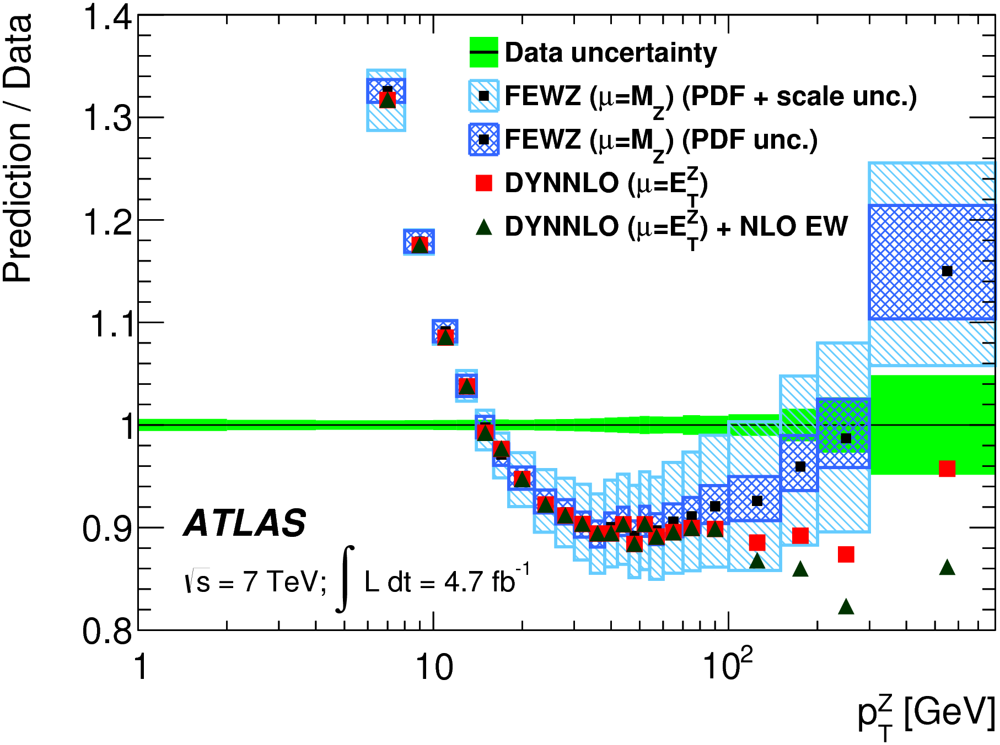 Prediction / Data
1.4
1.3
1.2
1.1
1
0.9
0.8
Data uncertainty
FEWZ (μ=M_Z) (PDF + scale unc.)
FEWZ (μ=M_Z) (PDF unc.)
DYNNLO (μ=E_T^Z)
DYNNLO (μ=E_T^Z) + NLO EW
ATLAS
√s = 7 TeV; ∫ L dt = 4.7 fb^-1
1 10 10^2
p_T^Z [GeV]